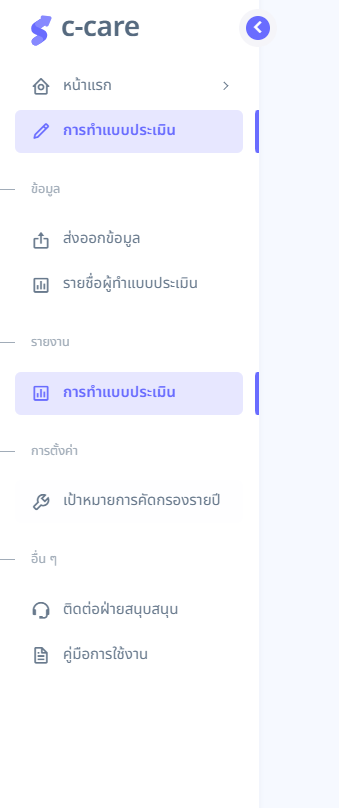 c-care
หน้าแรก
การทำแบบประเมิน
ข้อมูล
ส่งออกข้อมูล
รายชื่อผู้ทำแบบประเมิน
รายงาน
การทำแบบประเมิน
การตั้งค่า
เป้าหมายการคัดกรองรายปี
อื่น ๆ
ติดต่อฝ่ายสนุบสนุน
คู่มือการใช้งาน